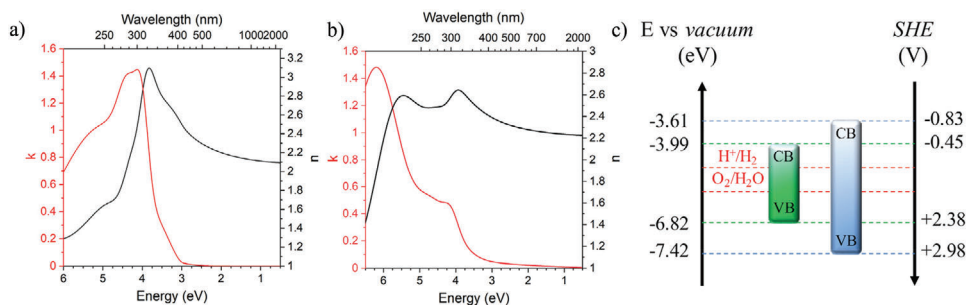 a)
Wavelength (nm)
250 300 400 500 1000 2000
1.6
1.4
1.2
1
0.8
0.6
0.4
0.2
0
k
3.2
3
2.8
2.6
2.4
2.2
2
1.8
1.6
1.4
1.2
1
n
6 5 4 3 2 1
Energy (eV)
b)
Wavelength (nm)
250 300 400 500 700 2000
1.6
1.4
1.2
1
0.8
0.6
0.4
0.2
0
k
3
2.8
2.6
2.4
2.2
2
1.8
1.6
1.4
1.2
1
n
6 5 4 3 2 1
Energy (eV)
c)
E vs vacuum
(eV)
SHE
(V)
-3.61
-3.99
-6.82
-7.42
H⁺/H₂
O₂/H₂O
CB
VB
CB
VB
-0.83
-0.45
+2.38
+2.98